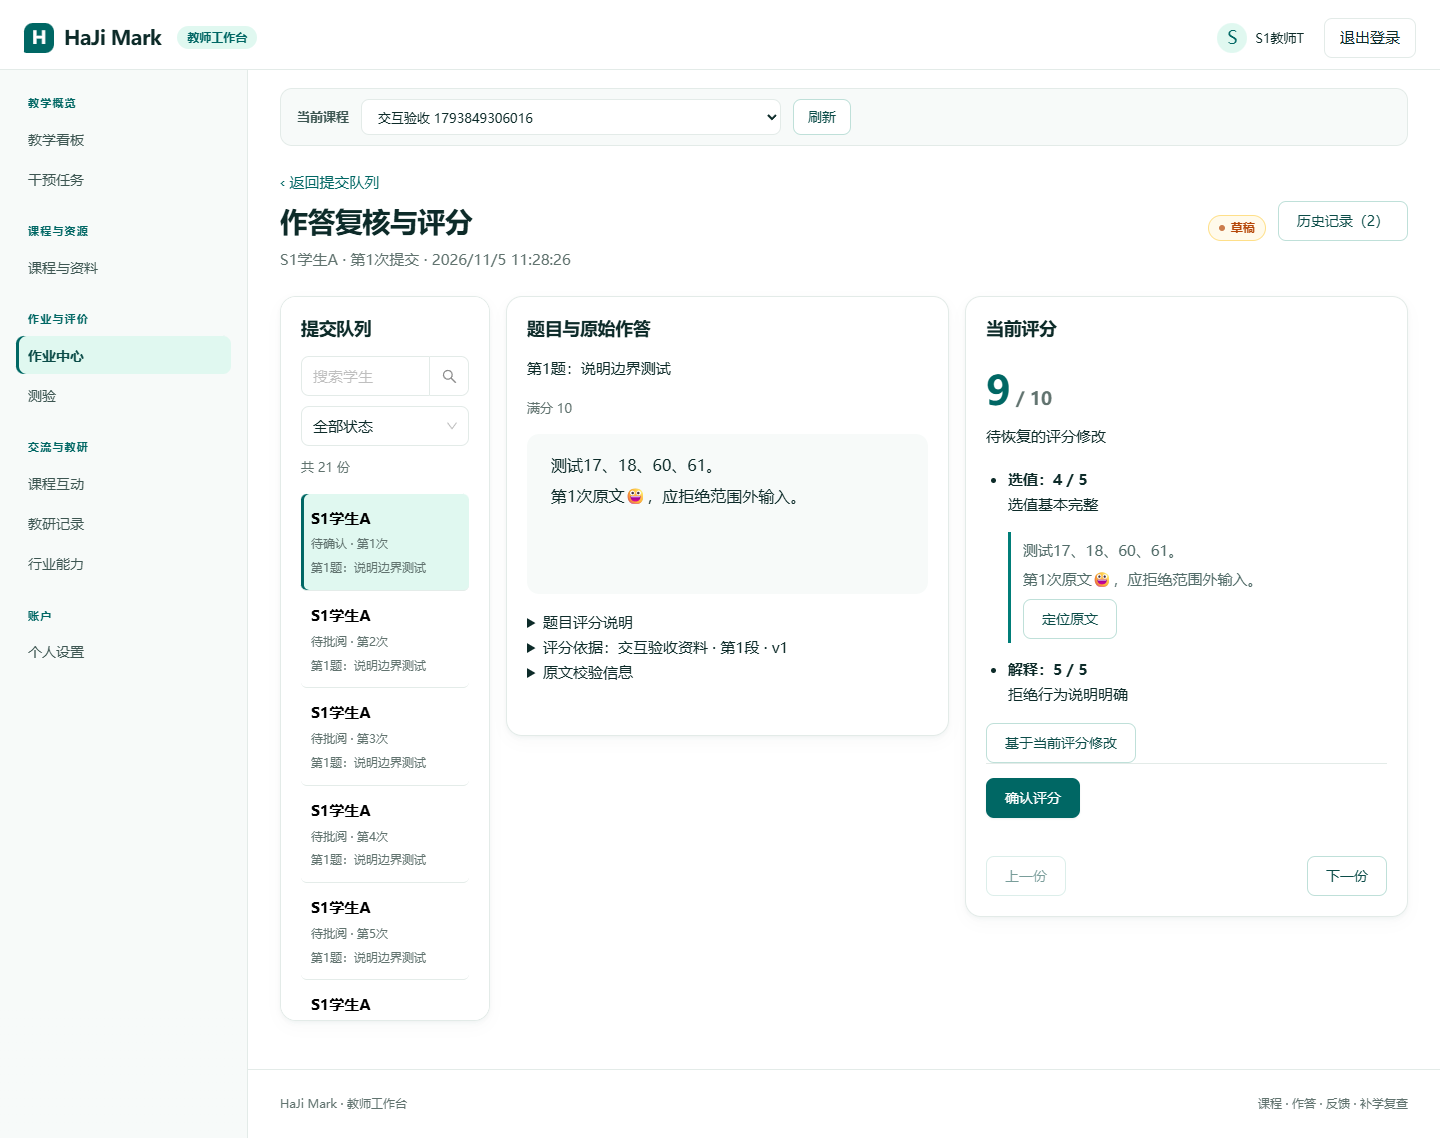 H HaJi Mark 教师工作台
S S1教师T 退出登录
教学概览
教学看板
干预任务
课程与资源
课程与资料
作业与评价
作业中心
测验
交流与教研
课程互动
教研记录
行业能力
账户
个人设置
当前课程 交互验收 1793849306016 刷新
‹ 返回提交队列
作答复核与评分
S1学生A · 第1次提交 · 2026/11/5 11:28:26
草稿 历史记录（2）
提交队列
搜索学生
全部状态
共 21 份
S1学生A
待确认 · 第1次
第1题：说明边界测试
S1学生A
待批阅 · 第2次
第1题：说明边界测试
S1学生A
待批阅 · 第3次
第1题：说明边界测试
S1学生A
待批阅 · 第4次
第1题：说明边界测试
S1学生A
待批阅 · 第5次
第1题：说明边界测试
S1学生A
题目与原始作答
第1题：说明边界测试
满分 10
测试17、18、60、61。
第1次原文😀，应拒绝范围外输入。
题目评分说明
评分依据：交互验收资料 · 第1段 · v1
原文校验信息
当前评分
9 / 10
待恢复的评分修改
选值：4 / 5
选值基本完整
测试17、18、60、61。
第1次原文😀，应拒绝范围外输入。
定位原文
解释：5 / 5
拒绝行为说明明确
基于当前评分修改
确认评分
上一份 下一份
HaJi Mark · 教师工作台
课程 · 作答 · 反馈 · 补学复查